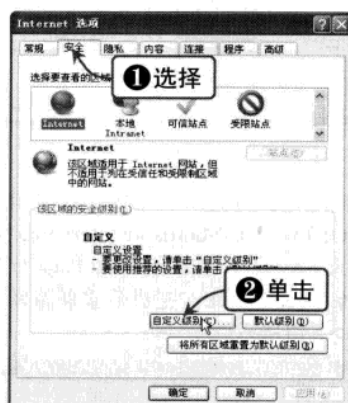 Internet 选项
常规 安全 隐私 内容 连接 程序 高级
选择要查看的区域
❶选择
Internet 本地 Intranet 可信站点 受限站点
Internet
该区域适用于 Internet 网站，但
不适用于列在受信任和受限制区域
中的网站。
站点(S)
该区域的安全级别(L)
自定义
自定义设置
- 要更改设置，请单击“自定义级别”
- 要使用推荐的设置，请单击
❷单击
自定义级别(C)... 默认级别(D)
将所有区域重置为默认级别(R)
确定 取消 应用(A)